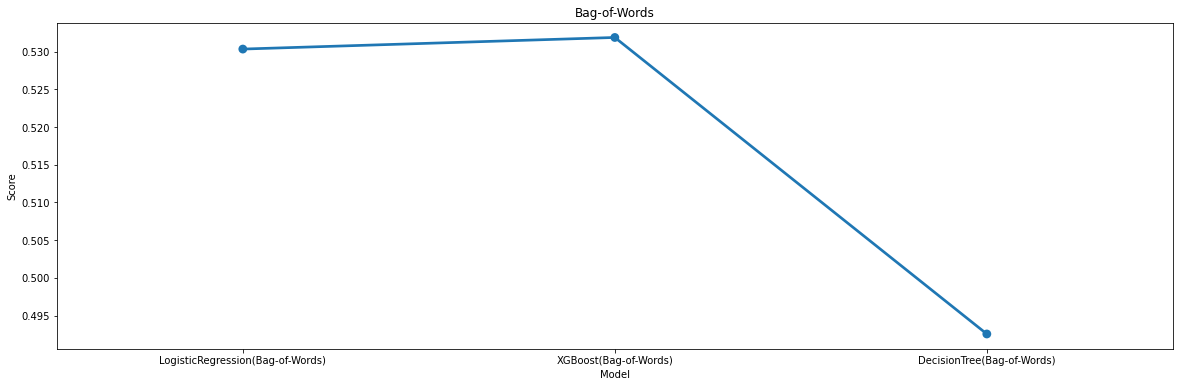 Bag-of-Words
0.530
0.525
0.520
0.515
0.510
0.505
0.500
0.495
Score
LogisticRegression(Bag-of-Words)
XGBoost(Bag-of-Words)
DecisionTree(Bag-of-Words)
Model